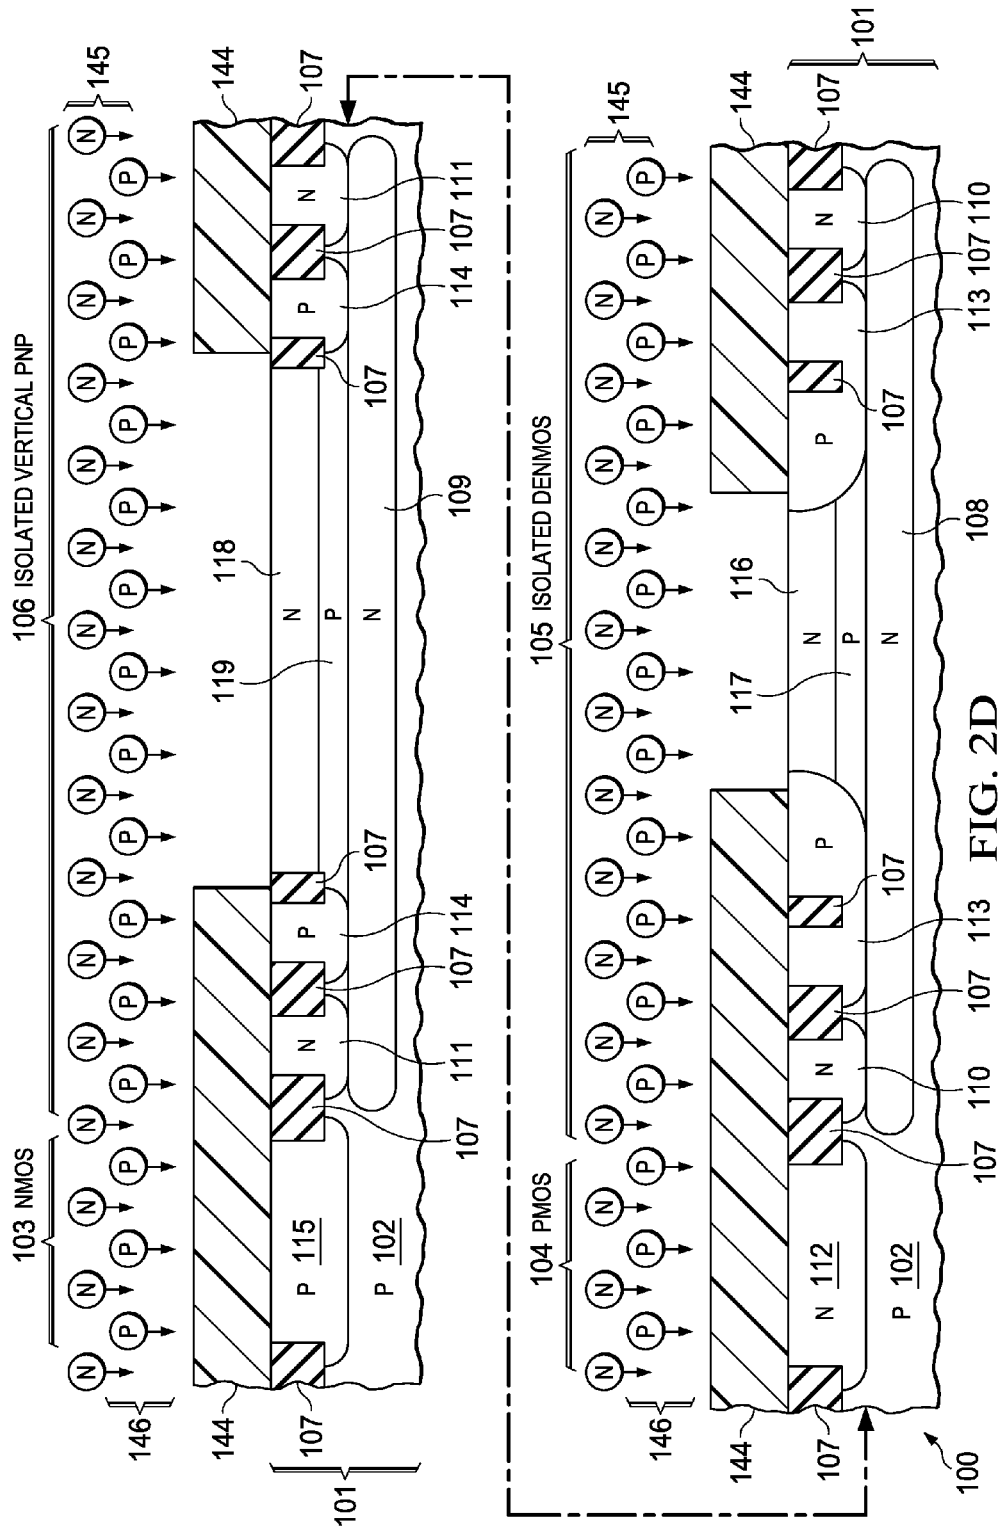 103 NMOS 106 ISOLATED VERTICAL PNP
N N N N N N N N N N N N N N N N 145
146 P P P P P P P P P P P P P P P
144 119 118 144
107 P 115 N P N P N 107
101 P
P 102 N 109
107 111 107 114 107 107 114 107 111
104 PMOS 105 ISOLATED DENMOS
N N N N N N N N N N N N N N N N 145
146 P P P P P P P P P P P P P P P
144 117 116 144
107 N 112 N P N P N 107
P 101
P 102 N 108
107 110 107 113 107 107 113 107 110
100
FIG. 2D